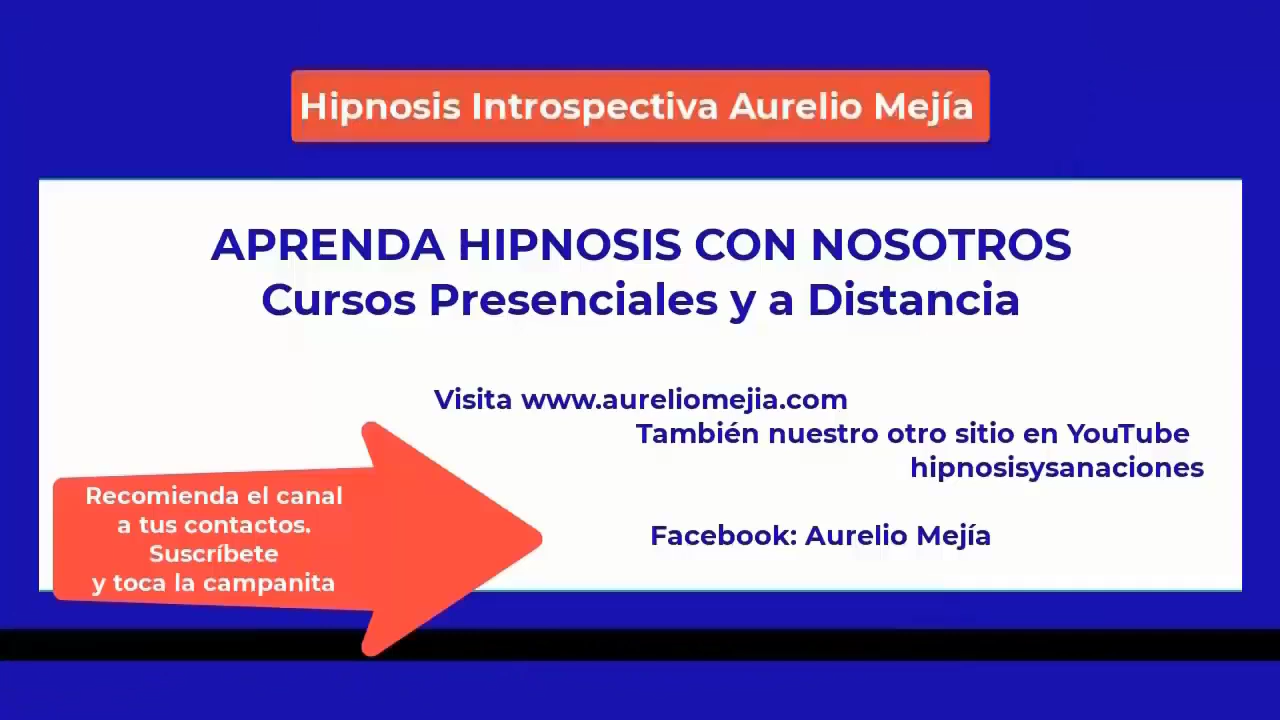 Hipnosis Introspectiva Aurelio Mejía
APRENDA HIPNOSIS CON NOSOTROS
Cursos Presenciales y a Distancia
Visita www.aureliomejia.com
También nuestro otro sitio en YouTube
hipnosisysanaciones
Recomienda el canal
a tus contactos.
Suscríbete
y toca la campanita
Facebook: Aurelio Mejía